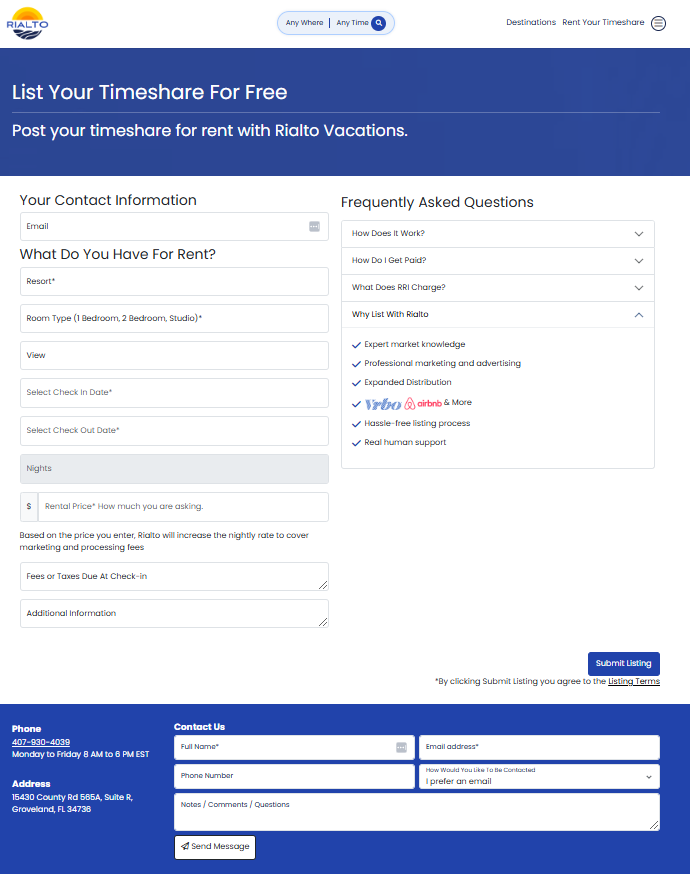 RIALTO
Any Where | Any Time
Destinations
Rent Your Timeshare
List Your Timeshare For Free
Post your timeshare for rent with Rialto Vacations.
Your Contact Information
Email
What Do You Have For Rent?
Resort*
Room Type (1 Bedroom, 2 Bedroom, Studio)*
View
Select Check In Date*
Select Check Out Date*
Nights
$ Rental Price* How much you are asking.
Based on the price you enter, Rialto will increase the nightly rate to cover
marketing and processing fees
Fees or Taxes Due At Check-in
Additional Information
Frequently Asked Questions
How Does It Work?
How Do I Get Paid?
What Does RRI Charge?
Why List With Rialto
Expert market knowledge
Professional marketing and advertising
Expanded Distribution
Vrbo airbnb & More
Hassle-free listing process
Real human support
Submit Listing
*By clicking Submit Listing you agree to the Listing Terms
Phone
407-930-4039
Monday to Friday 8 AM to 6 PM EST
Address
15430 County Rd 565A, Suite R,
Groveland, FL 34736
Contact Us
Full Name*
Email address*
Phone Number
How Would You Like To Be Contacted
I prefer an email
Notes / Comments / Questions
Send Message